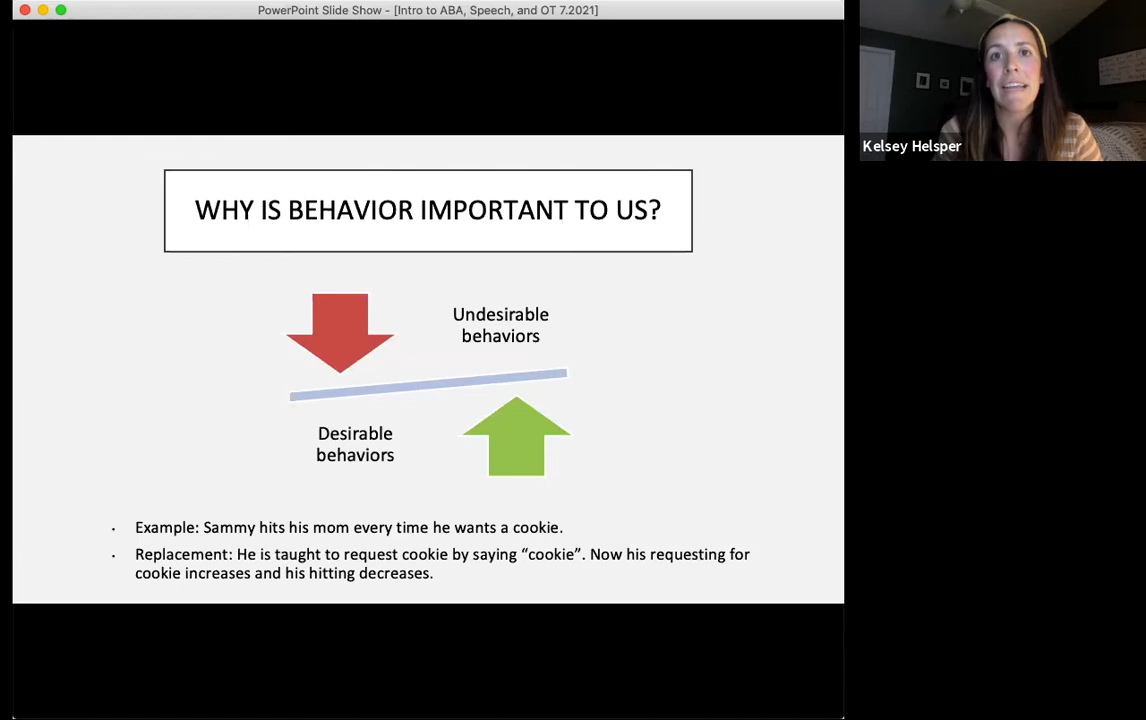 PowerPoint Slide Show - [Intro to ABA, Speech, and OT 7.2021]
Kelsey Helsper
WHY IS BEHAVIOR IMPORTANT TO US?
Undesirable
behaviors
Desirable
behaviors
· Example: Sammy hits his mom every time he wants a cookie.
· Replacement: He is taught to request cookie by saying “cookie”. Now his requesting for
cookie increases and his hitting decreases.